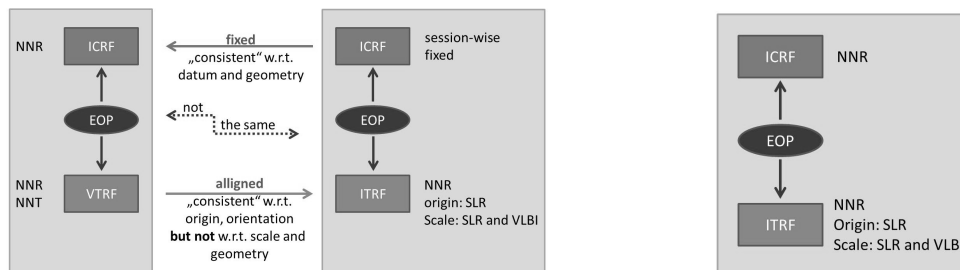 NNR
ICRF
EOP
NNR
NNT
VTRF
fixed
„consistent“ w.r.t.
datum and geometry
not
the same
alligned
„consistent“ w.r.t.
origin, orientation
but not w.r.t. scale and
geometry
ICRF
session-wise
fixed
EOP
ITRF
NNR
origin: SLR
Scale: SLR and VLBI
ICRF
NNR
EOP
ITRF
NNR
Origin: SLR
Scale: SLR and VLB